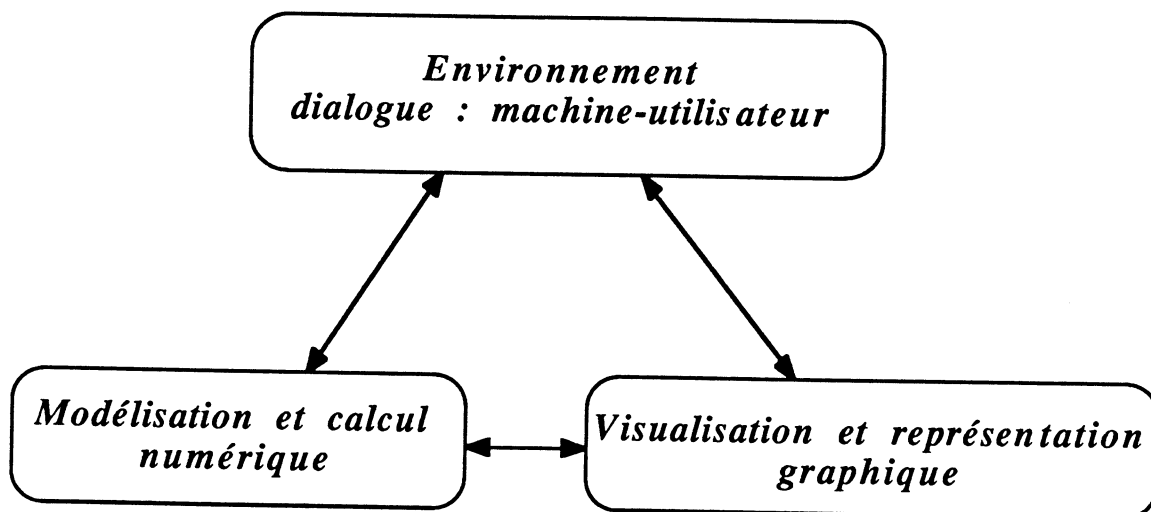 Environnement
dialogue : machine-utilisateur
Modélisation et calcul
numérique
Visualisation et représentation
graphique